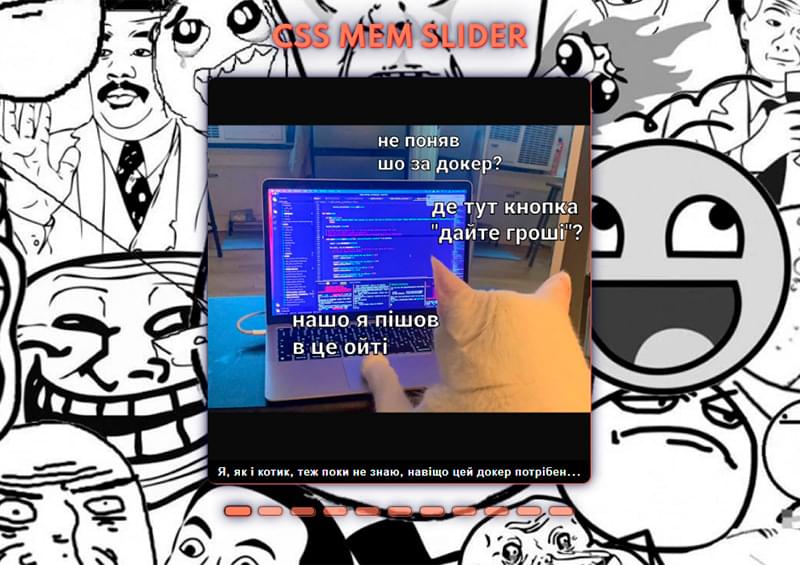 CSS MEM SLIDER
не поняв
шо за докер?
де тут кнопка
"дайте гроші"?
нашо я пішов
в це ойті
Я, як і котик, теж поки не знаю, навіщо цей докер потрібен...